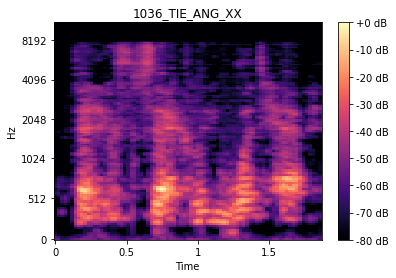 1036_TIE_ANG_XX
Hz
8192
4096
2048
1024
512
0
0 0.5 1 1.5
Time
+0 dB
-10 dB
-20 dB
-30 dB
-40 dB
-50 dB
-60 dB
-70 dB
-80 dB